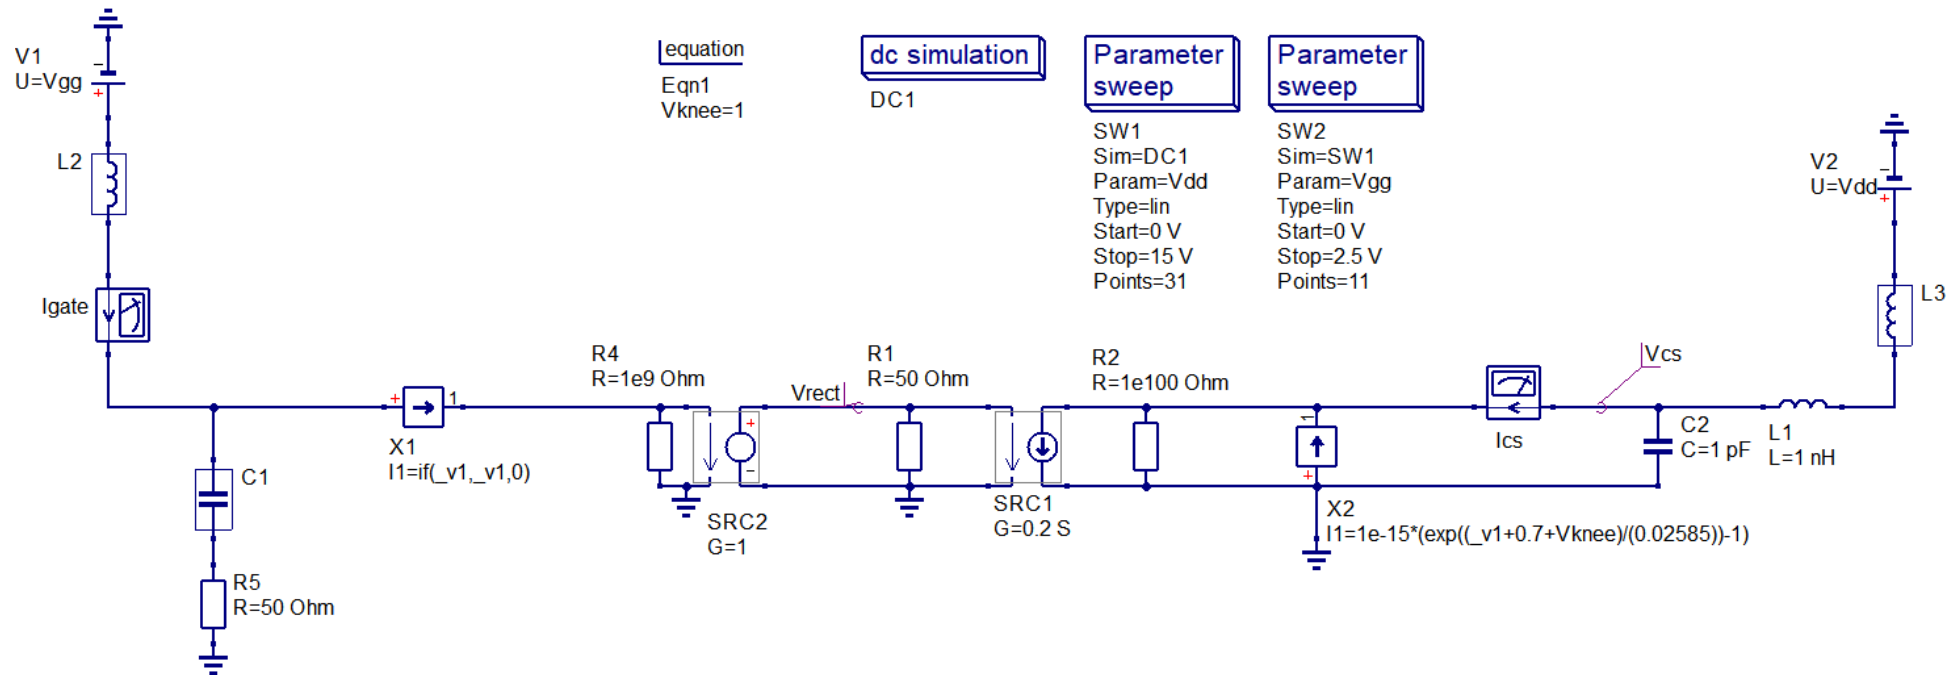 V1
U=Vgg
L2
Igate
C1
R5
R=50 Ohm
X1
I1=if(_v1,_v1,0)
1
R4
R=1e9 Ohm
SRC2
G=1
Vrect
R1
R=50 Ohm
SRC1
G=0.2 S
R2
R=1e100 Ohm
1
X2
I1=1e-15*(exp((_v1+0.7+Vknee)/(0.02585))-1)
Ics
Vcs
C2
C=1 pF
L1
L=1 nH
L3
V2
U=Vdd
equation
Eqn1
Vknee=1
dc simulation
DC1
Parameter
sweep
SW1
Sim=DC1
Param=Vdd
Type=lin
Start=0 V
Stop=15 V
Points=31
Parameter
sweep
SW2
Sim=SW1
Param=Vgg
Type=lin
Start=0 V
Stop=2.5 V
Points=11